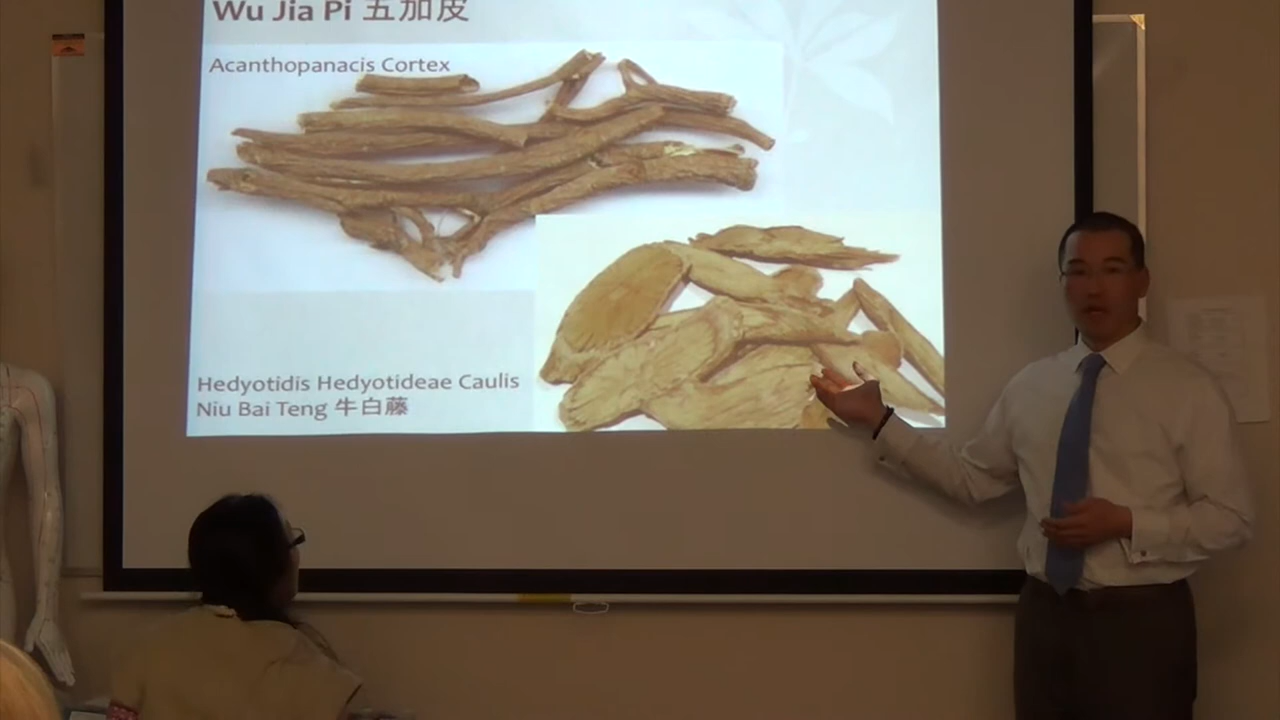 Wu Jia Pi 五加皮
Acanthopanacis Cortex
Hedyotidis Hedyotideae Caulis
Niu Bai Teng 牛白藤